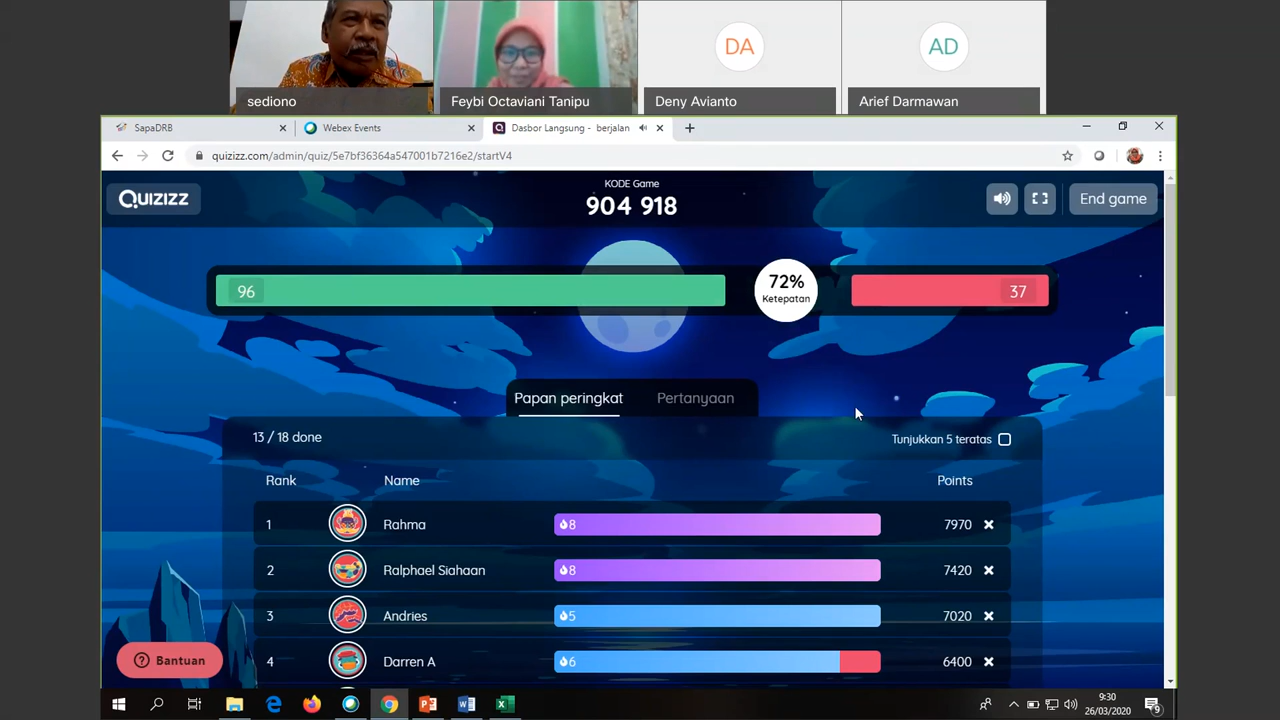 DA
AD
sediono
Feybi Octaviani Tanipu
Deny Avianto
Arief Darmawan
SapaDRB
Webex Events
Dasbor Langsung - berjalan
quizizz.com/admin/quiz/5e7bf36364a547001b7216e2/startV4
QUIZIZZ
KODE Game
904 918
End game
96
72%
Ketepatan
37
Papan peringkat
Pertanyaan
13 / 18 done
Tunjukkan 5 teratas
Rank
Name
Points
1
Rahma
8
7970
2
Ralphael Siahaan
8
7420
3
Andries
5
7020
4
Darren A
6
6400
Bantuan
9:30
26/03/2020
9